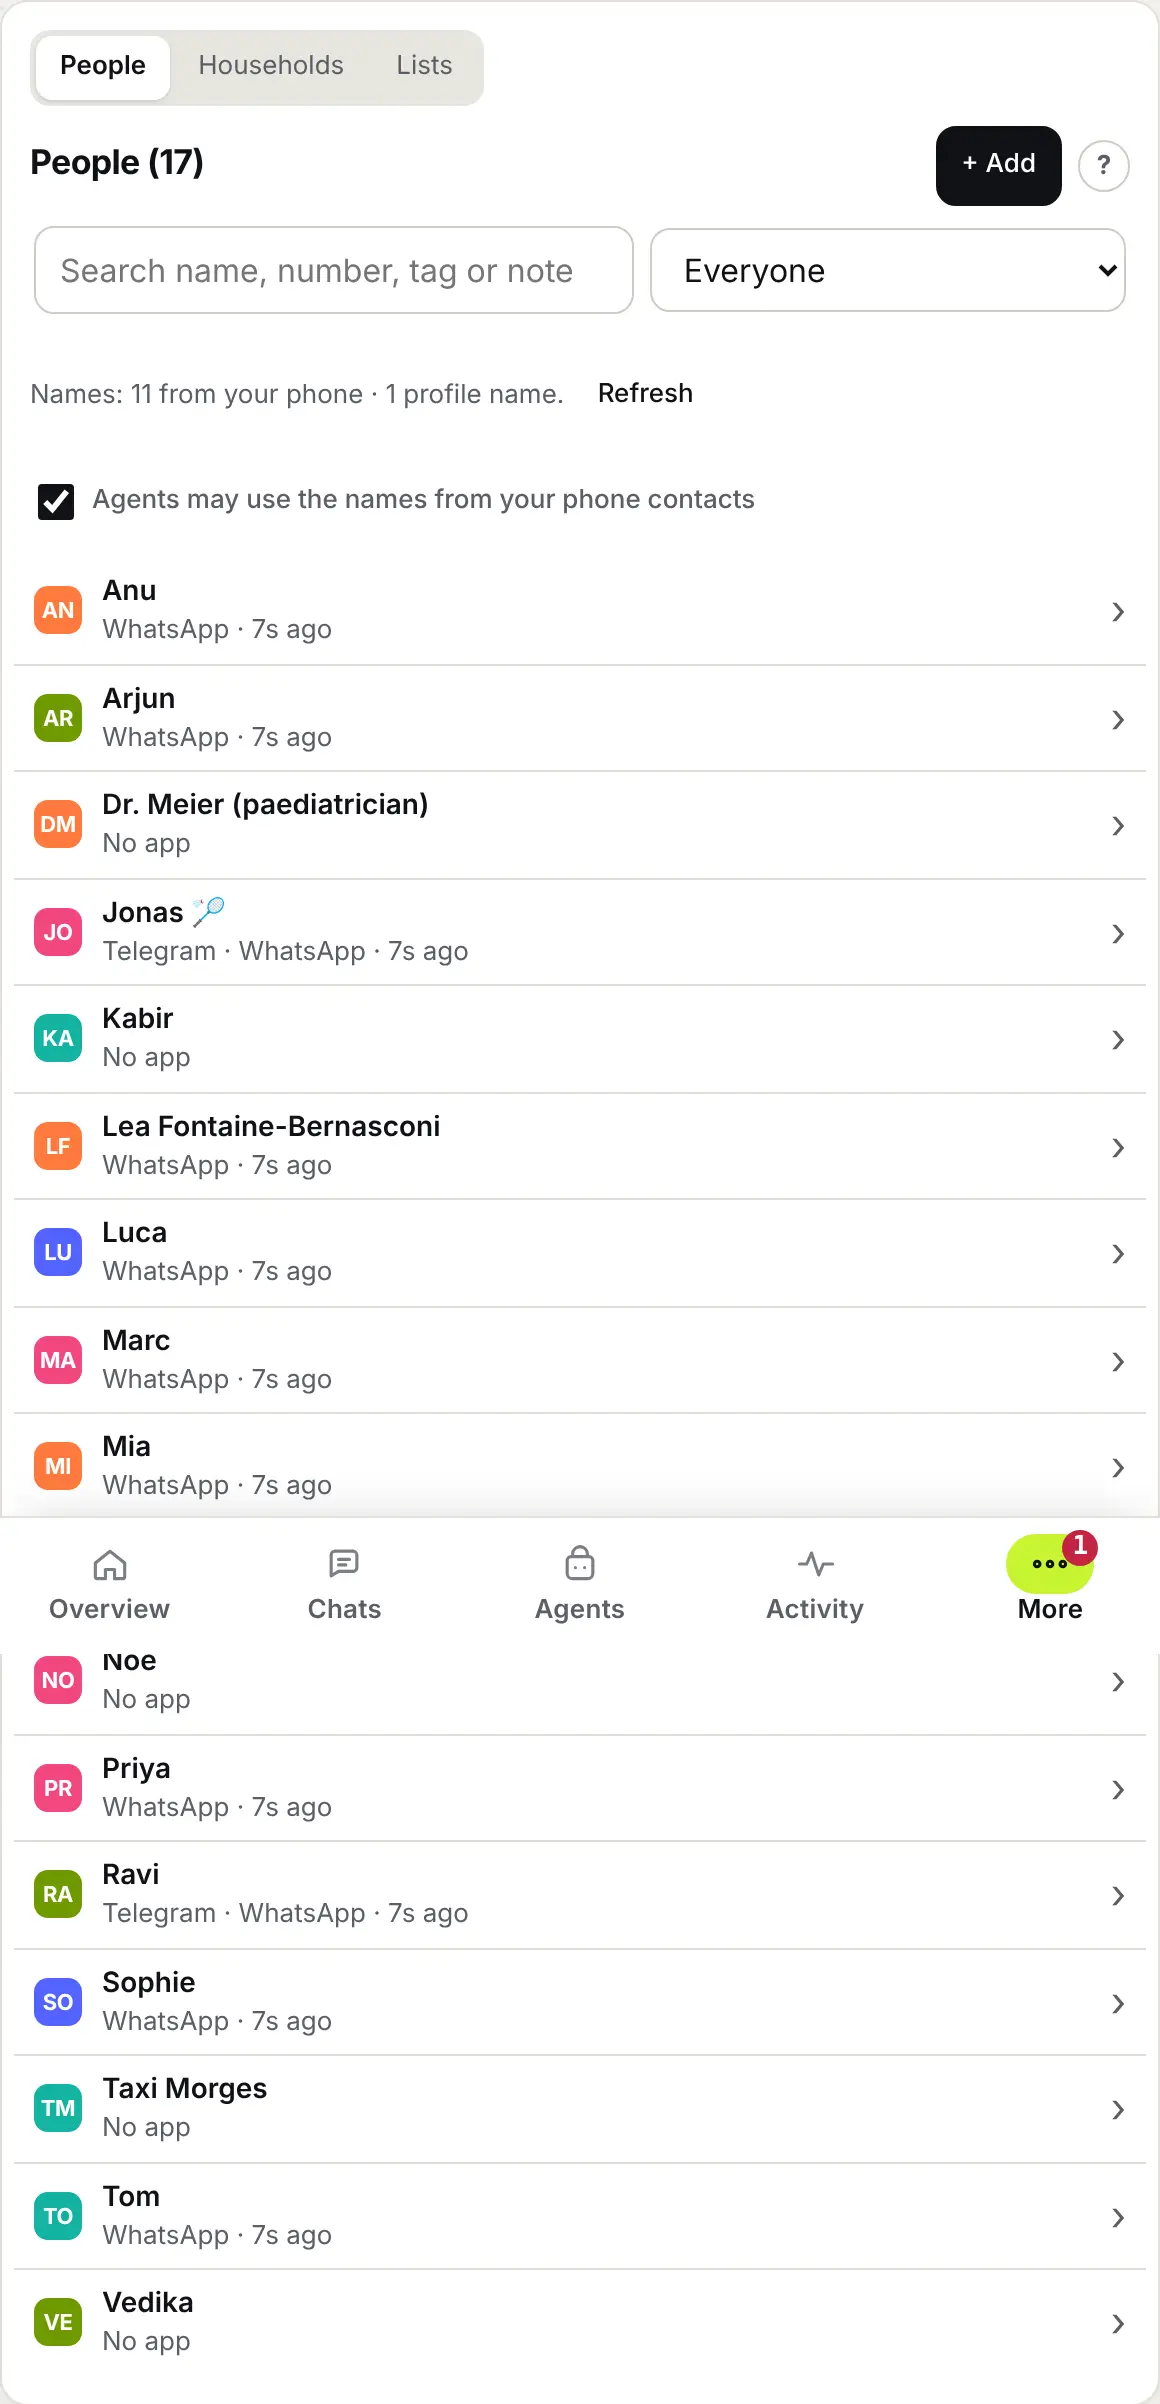 People Households Lists
People (17)
+ Add
?
Search name, number, tag or note
Everyone
Names: 11 from your phone · 1 profile name. Refresh
Agents may use the names from your phone contacts
AN
Anu
WhatsApp · 7s ago
AR
Arjun
WhatsApp · 7s ago
DM
Dr. Meier (paediatrician)
No app
JO
Jonas 🏸
Telegram · WhatsApp · 7s ago
KA
Kabir
No app
LF
Lea Fontaine-Bernasconi
WhatsApp · 7s ago
LU
Luca
WhatsApp · 7s ago
MA
Marc
WhatsApp · 7s ago
MI
Mia
WhatsApp · 7s ago
1
Overview Chats Agents Activity More
NO
Noe
No app
PR
Priya
WhatsApp · 7s ago
RA
Ravi
Telegram · WhatsApp · 7s ago
SO
Sophie
WhatsApp · 7s ago
TM
Taxi Morges
No app
TO
Tom
WhatsApp · 7s ago
VE
Vedika
No app